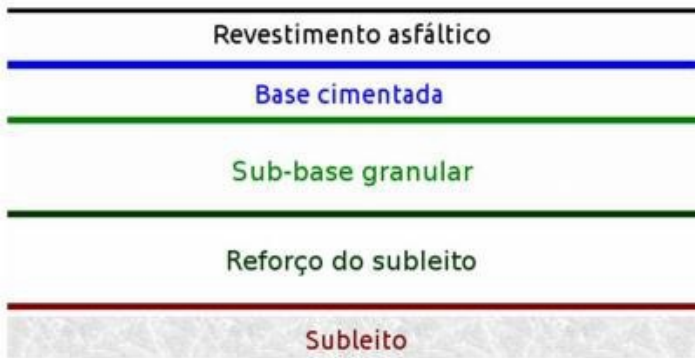 Revestimento asfáltico
Base cimentada
Sub-base granular
Reforço do subleito
Subleito